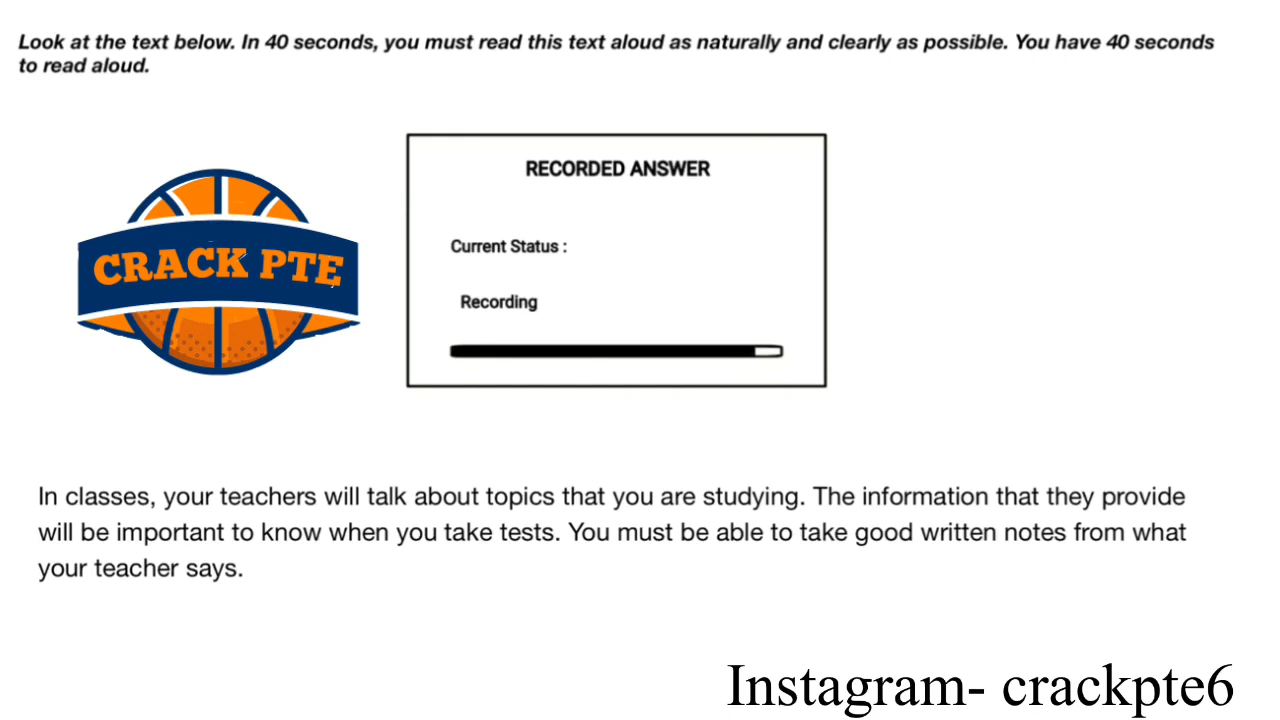 Look at the text below. In 40 seconds, you must read this text aloud as naturally and clearly as possible. You have 40 seconds
to read aloud.
RECORDED ANSWER
CRACK PTE
Current Status :
Recording
In classes, your teachers will talk about topics that you are studying. The information that they provide
will be important to know when you take tests. You must be able to take good written notes from what
your teacher says.
Instagram- crackpte6